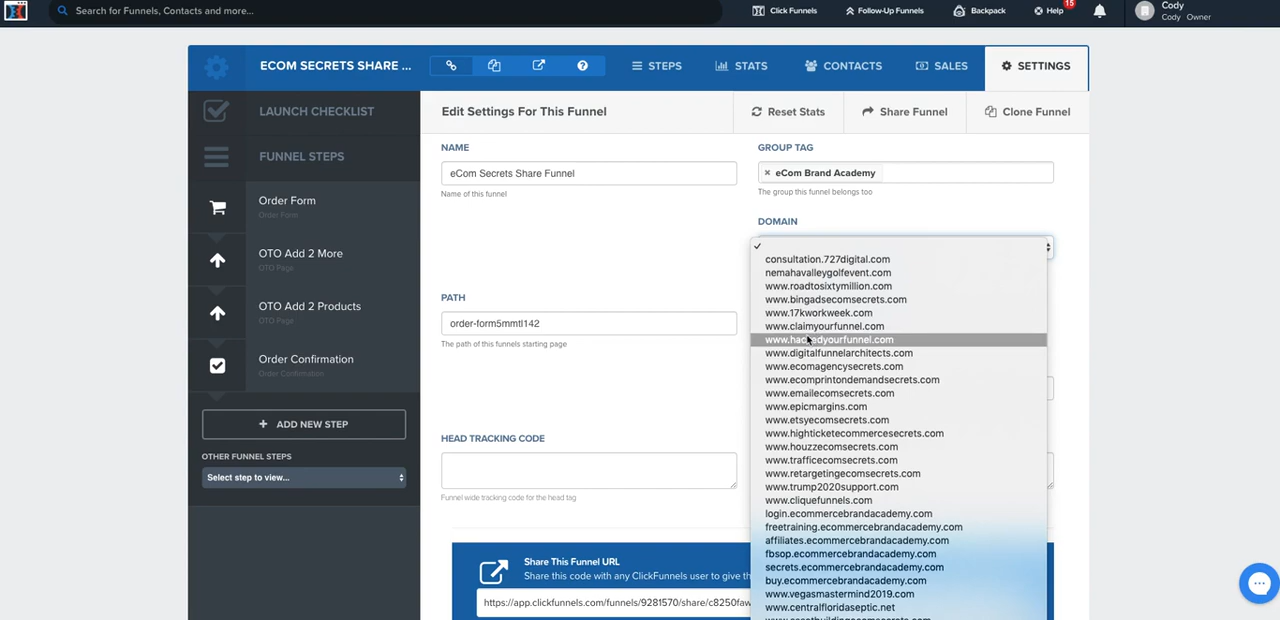 Search for Funnels, Contacts and more...
Click Funnels
Follow-Up Funnels
Backpack
Help
15
Cody
Cody Owner
ECOM SECRETS SHARE ...
STEPS
STATS
CONTACTS
SALES
SETTINGS
LAUNCH CHECKLIST
FUNNEL STEPS
Order Form
Order Form
OTO Add 2 More
OTO Page
OTO Add 2 Products
OTO Page
Order Confirmation
Order Confirmation
ADD NEW STEP
OTHER FUNNEL STEPS
Select step to view...
Edit Settings For This Funnel
Reset Stats
Share Funnel
Clone Funnel
NAME
eCom Secrets Share Funnel
Name of this funnel
GROUP TAG
× eCom Brand Academy
The group this funnel belongs too
DOMAIN
consultation.727digital.com
nemahavalleygolfevent.com
www.roadtosixtymillion.com
www.bingadsecomsecrets.com
www.17kworkweek.com
www.claimyourfunnel.com
www.digitalfunnelarchitects.com
www.ecomagencysecrets.com
www.ecomprintondemandsecrets.com
www.emailecomsecrets.com
www.epicmargins.com
www.etsyecomsecrets.com
www.highticketecommercesecrets.com
www.houzzecomsecrets.com
www.trafficecomsecrets.com
www.retargetingecomsecrets.com
www.trump2020support.com
www.cliquefunnels.com
login.ecommercebrandacademy.com
freetraining.ecommercebrandacademy.com
affiliates.ecommercebrandacademy.com
fbsop.ecommercebrandacademy.com
secrets.ecommercebrandacademy.com
buy.ecommercebrandacademy.com
www.vegasmastermind2019.com
www.centralfloridaseptic.net
PATH
order-form5mmtl142
The path of this funnels starting page
HEAD TRACKING CODE
Funnel wide tracking code for the head tag
Share This Funnel URL
Share this code with any ClickFunnels user to give th
https://app.clickfunnels.com/funnels/9281570/share/c8250faw